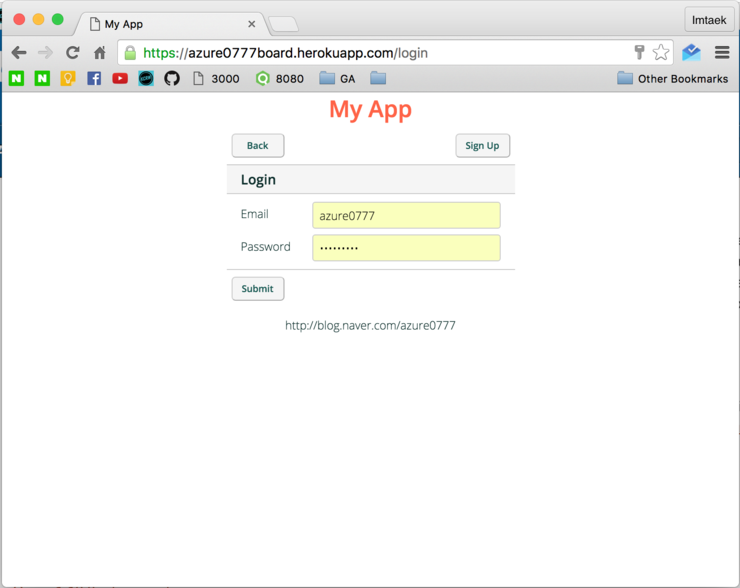 My App
Imtaek
https://azure0777board.herokuapp.com/login
N N f 3000 8080 GA Other Bookmarks
My App
Back Sign Up
Login
Email azure0777
Password •••••••••
Submit
http://blog.naver.com/azure0777